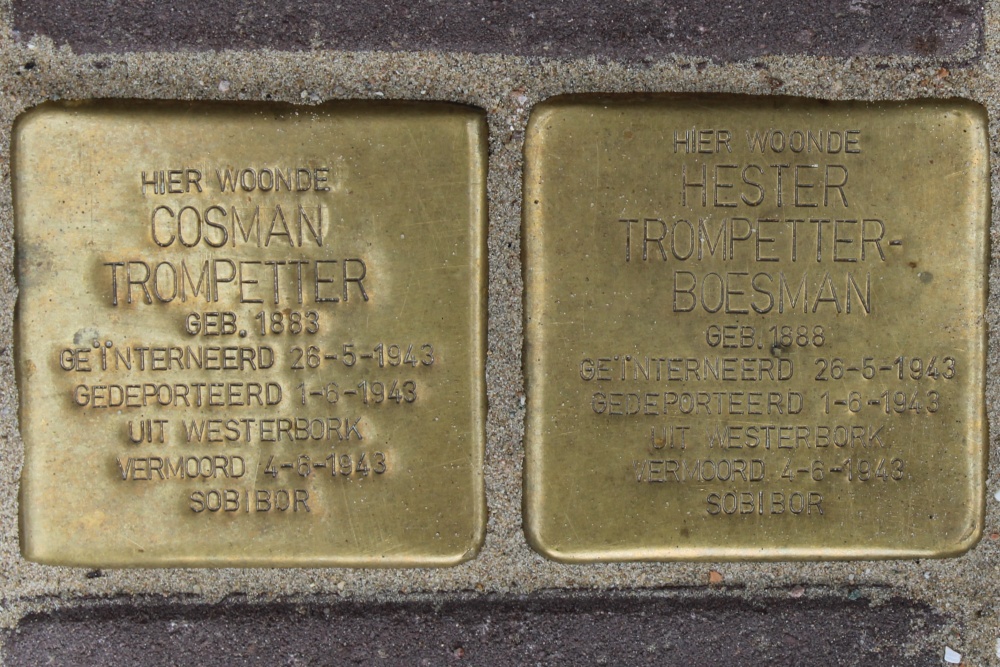 HIER WOONDE
COSMAN
TROMPETTER
GEB. 1883
GEÏNTERNEERD 26-5-1943
GEDEPORTEERD 1-6-1943
UIT WESTERBORK
VERMOORD 4-6-1943
SOBIBOR
HIER WOONDE
HESTER
TROMPETTER-
BOESMAN
GEB. 1888
GEÏNTERNEERD 26-5-1943
GEDEPORTEERD 1-6-1943
UIT WESTERBORK
VERMOORD 4-6-1943
SOBIBOR